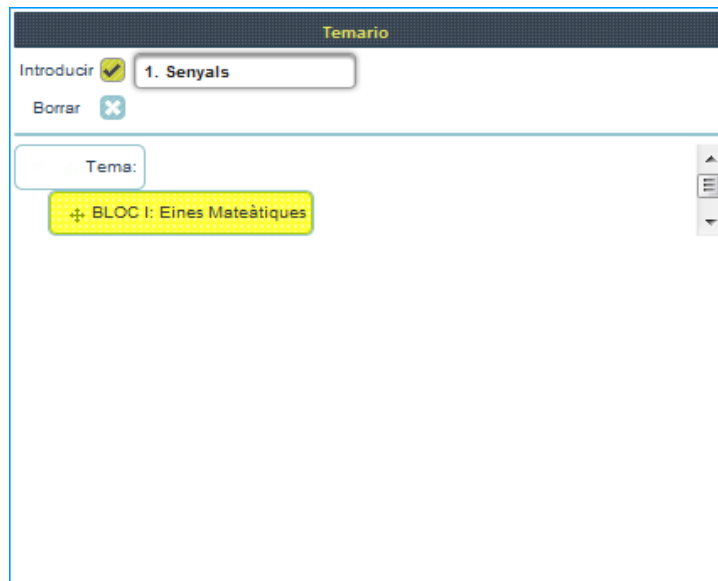 Temario
Introducir 1. Senyals
Borrar
Tema:
BLOC I: Eines Mateàtiques